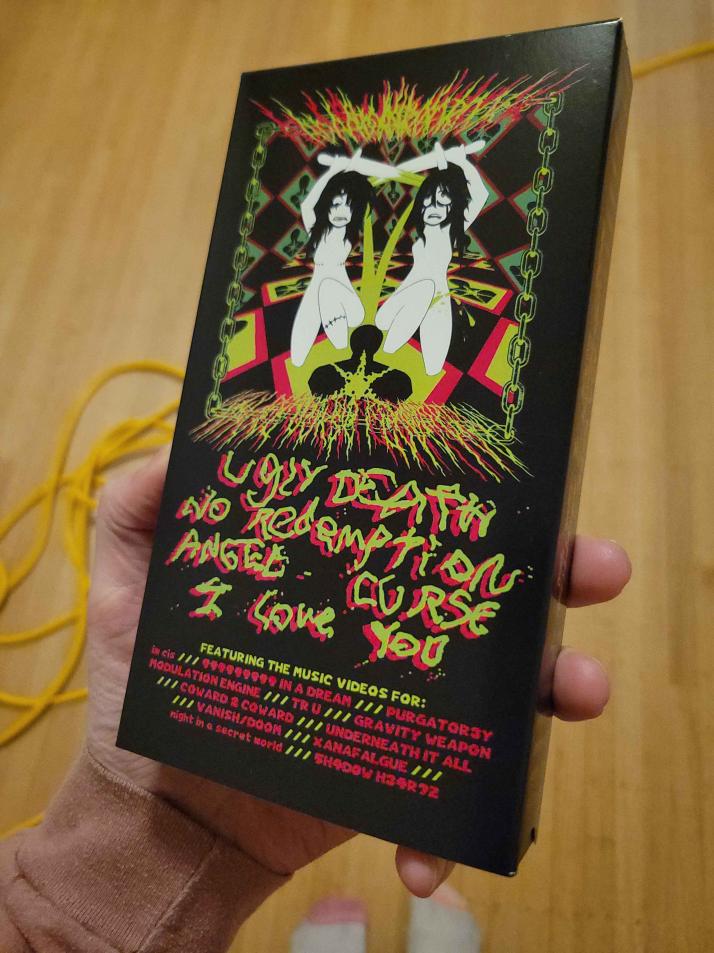 UGLY DEATH
NO REdemPTiON
ANGEL - CURSE
I Love YOU
FEATURING THE MUSIC VIDEOS FOR:
in cis /// 999999999 IN A DREAM /// PURGATOR3Y
MODULATION ENGINE /// TR U /// GRAVITY WEAPON
/// COWARD 2 COWARD /// UNDERNEATH IT ALL
/// VANISH/DOOM /// XANAFALGUE ///
night in a secret world /// 5H4D0W H34R7Z